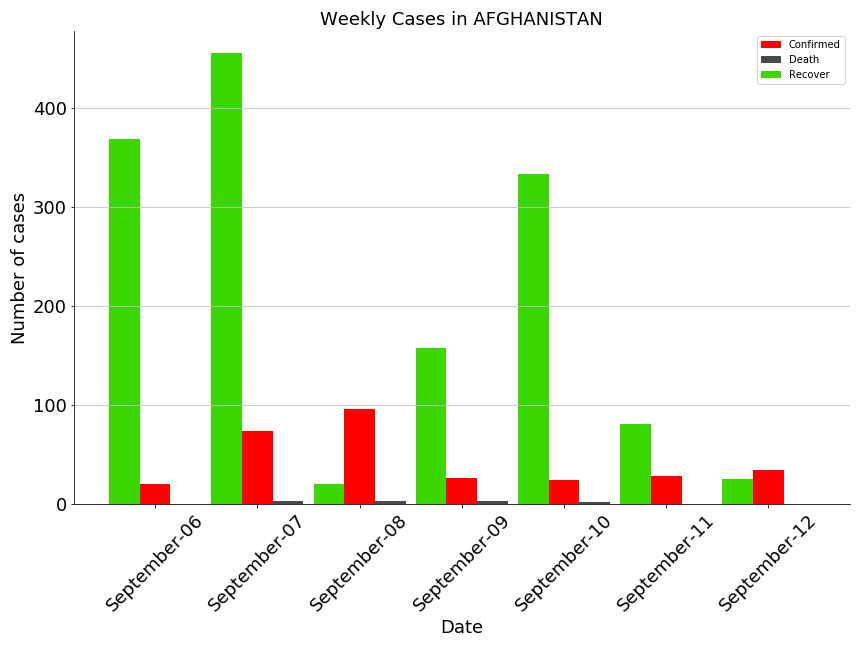 Weekly Cases in AFGHANISTAN
Confirmed
Death
Recover
Number of cases
400
300
200
100
0
September-06
September-07
September-08
September-09
September-10
September-11
September-12
Date